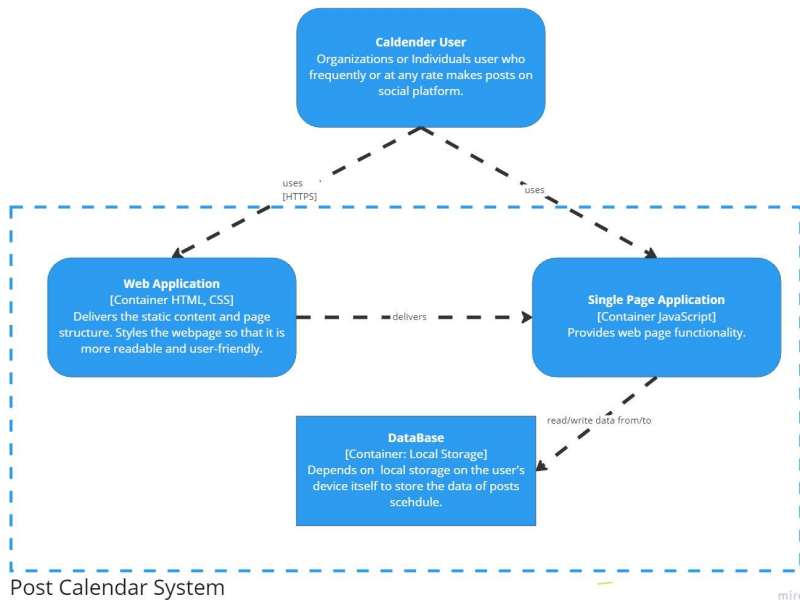 Caldender User
Organizations or Individuals user who
frequently or at any rate makes posts on
social platform.
uses
[HTTPS]
uses
Web Application
[Container HTML, CSS]
Delivers the static content and page
structure. Styles the webpage so that it is
more readable and user-friendly.
delivers
Single Page Application
[Container JavaScript]
Provides web page functionality.
read/write data from/to
DataBase
[Container: Local Storage]
Depends on local storage on the user's
device itself to store the data of posts
scehdule.
Post Calendar System